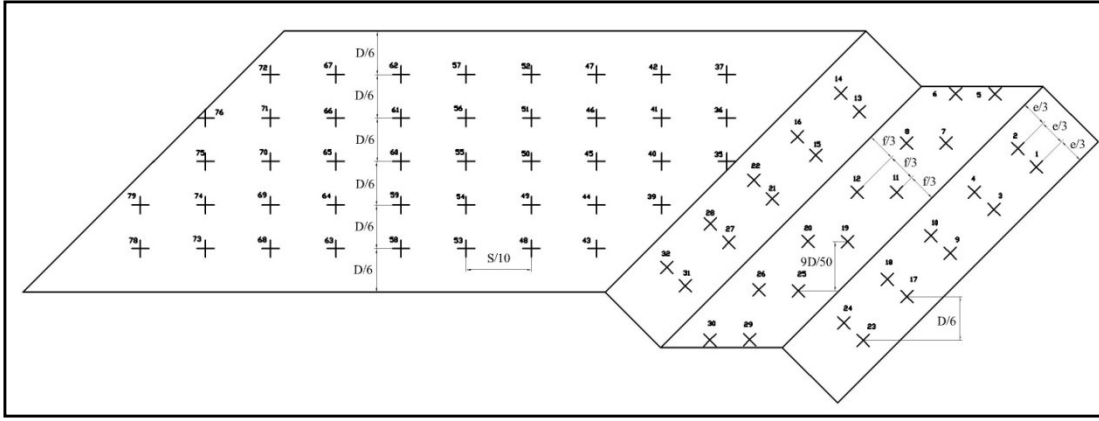 D/6
72 67 62 57 52 47 42 37
D/6
76 71 66 61 56 51 46 41 36
D/6
75 70 65 60 55 50 45 40 35
D/6
79 74 69 64 59 54 49 44 39
D/6
78 73 68 63 58 53 48 43
D/6
S/10
14 13
16 15
22 21
28 27
32 31
6 5
8 7
f/3
f/3
f/3
12 11
20 19
9D/50
26 25
30 29
e/3
e/3
e/3
2 1
4 3
10 9
18 17
D/6
24 23